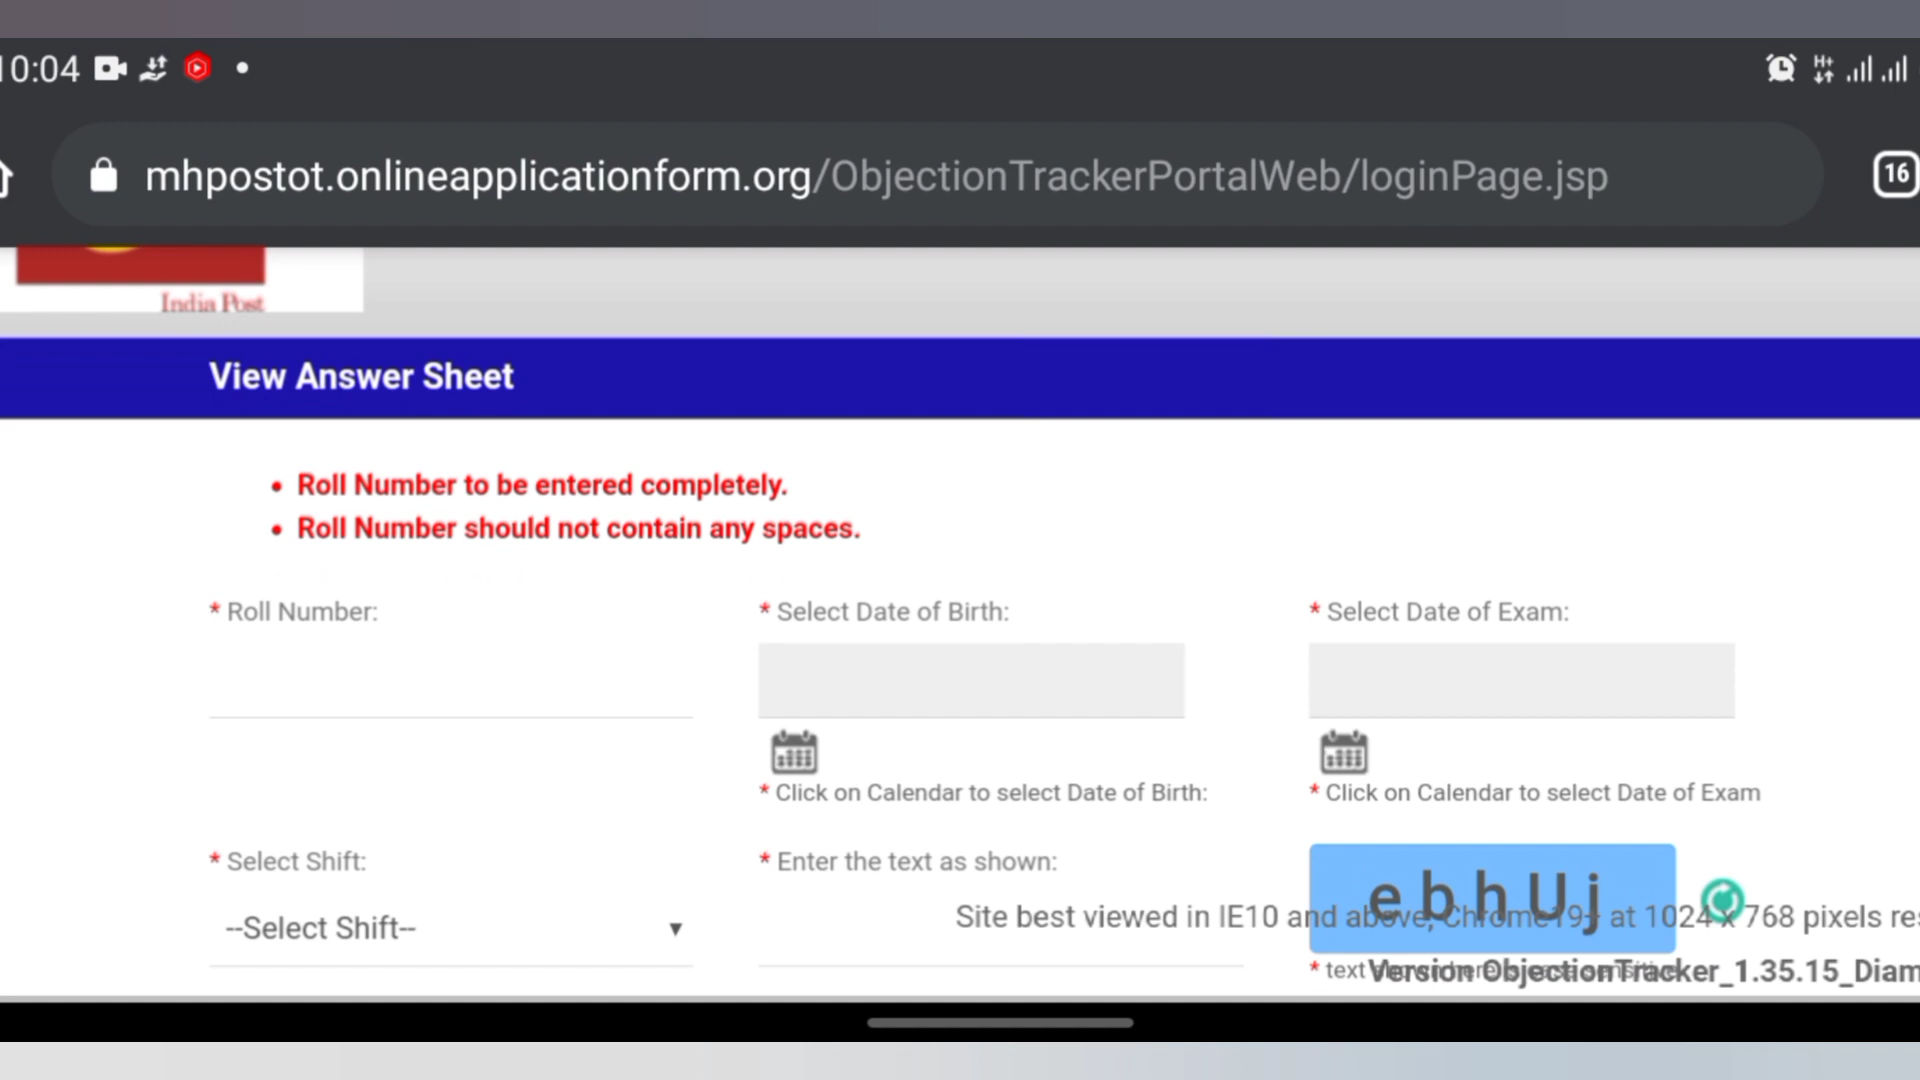 10:04
mhpostot.onlineapplicationform.org/ObjectionTrackerPortalWeb/loginPage.jsp
16
India Post
View Answer Sheet
• Roll Number to be entered completely.
• Roll Number should not contain any spaces.
* Roll Number:
* Select Date of Birth:
* Select Date of Exam:
* Click on Calendar to select Date of Birth:
* Click on Calendar to select Date of Exam
* Select Shift:
* Enter the text as shown:
e b h U j
--Select Shift--
Site best viewed in IE10 and above, Chrome19+ at 1024 x 768 pixels
* text
Version ObjectionTracker_1.35.15_Diam